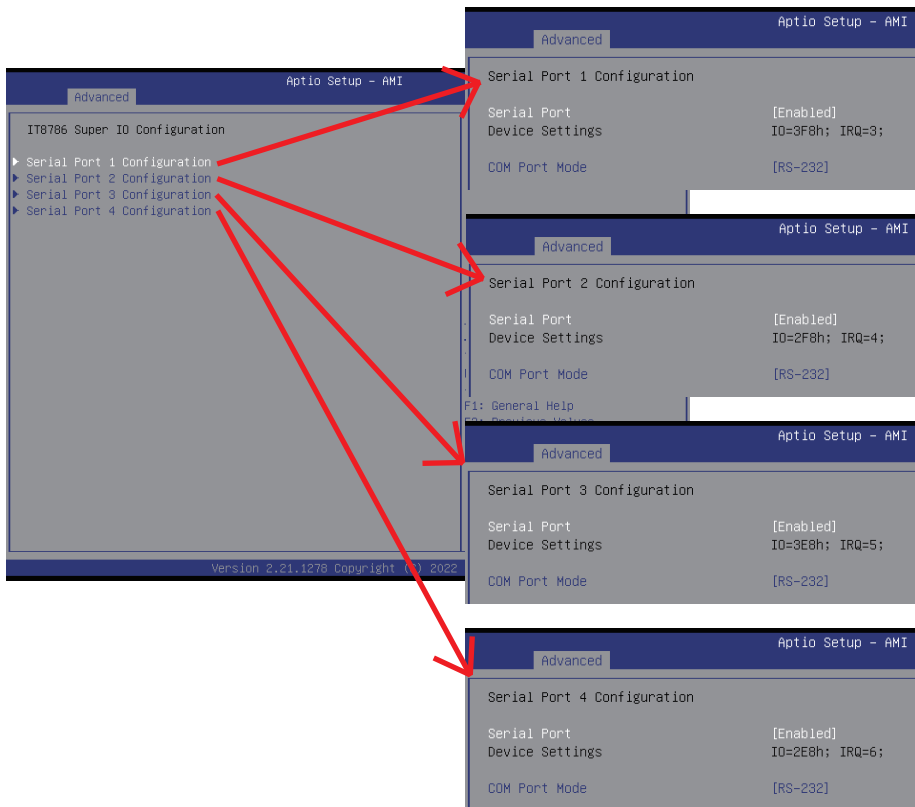 Aptio Setup - AMI
Advanced
IT8786 Super IO Configuration
Serial Port 1 Configuration
Serial Port 2 Configuration
Serial Port 3 Configuration
Serial Port 4 Configuration
Version 2.21.1278 Copyright (C) 2022
Aptio Setup - AMI
Advanced
Serial Port 1 Configuration
Serial Port [Enabled]
Device Settings IO=3F8h; IRQ=3;
COM Port Mode [RS-232]
Aptio Setup - AMI
Advanced
Serial Port 2 Configuration
Serial Port [Enabled]
Device Settings IO=2F8h; IRQ=4;
COM Port Mode [RS-232]
F1: General Help
Aptio Setup - AMI
Advanced
Serial Port 3 Configuration
Serial Port [Enabled]
Device Settings IO=3E8h; IRQ=5;
COM Port Mode [RS-232]
Aptio Setup - AMI
Advanced
Serial Port 4 Configuration
Serial Port [Enabled]
Device Settings IO=2E8h; IRQ=6;
COM Port Mode [RS-232]